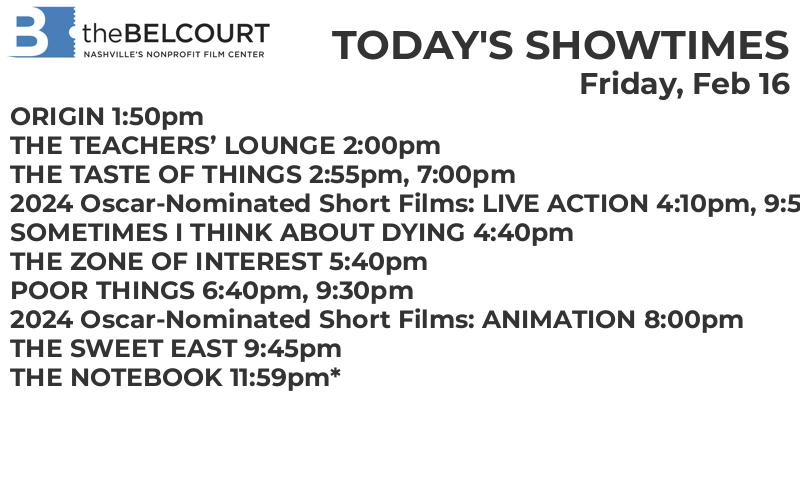 B theBELCOURT
NASHVILLE'S NONPROFIT FILM CENTER
TODAY'S SHOWTIMES
Friday, Feb 16
ORIGIN 1:50pm
THE TEACHERS’ LOUNGE 2:00pm
THE TASTE OF THINGS 2:55pm, 7:00pm
2024 Oscar-Nominated Short Films: LIVE ACTION 4:10pm, 9:5
SOMETIMES I THINK ABOUT DYING 4:40pm
THE ZONE OF INTEREST 5:40pm
POOR THINGS 6:40pm, 9:30pm
2024 Oscar-Nominated Short Films: ANIMATION 8:00pm
THE SWEET EAST 9:45pm
THE NOTEBOOK 11:59pm*